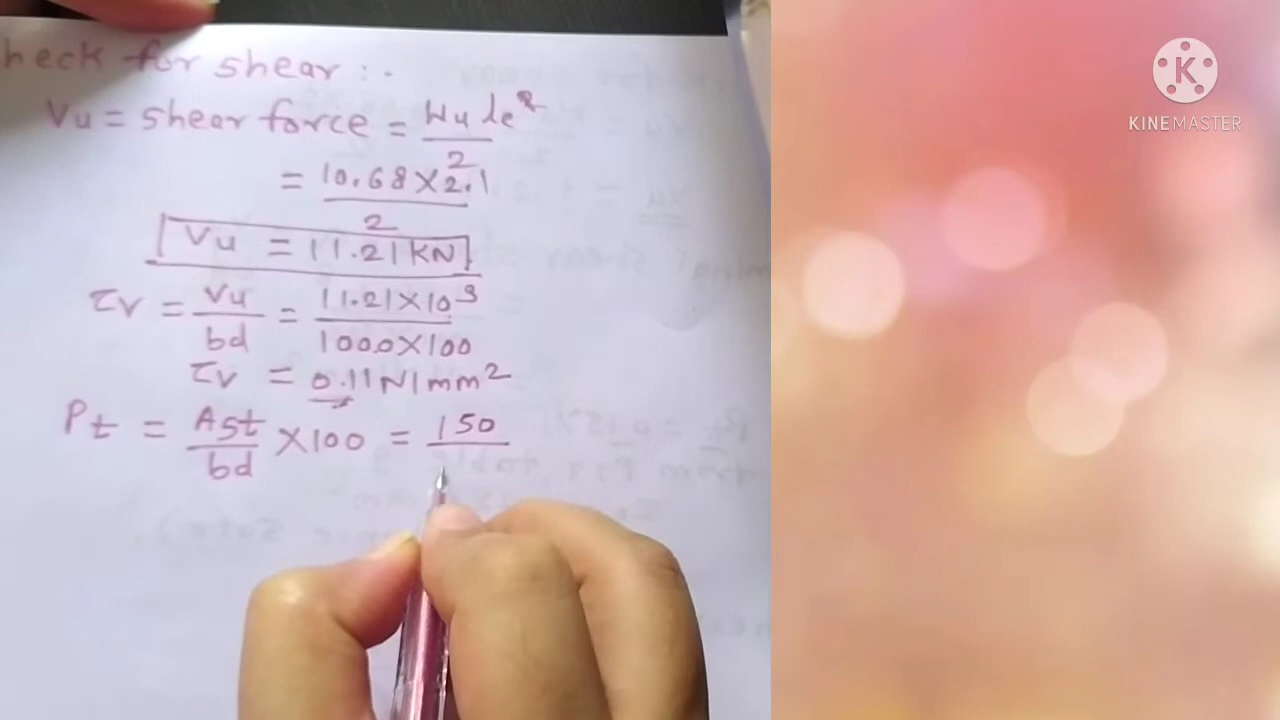 heck for shear :-
Vu = shear force = Wu le² / 2
= 10.68 × 2.1 / 2
Vu = 11.21 KN
τv = Vu / bd = 11.21×10³ / 1000×100
τv = 0.11 N/mm²
Pt = Ast / bd ×100 = 150
K
KINEMASTER